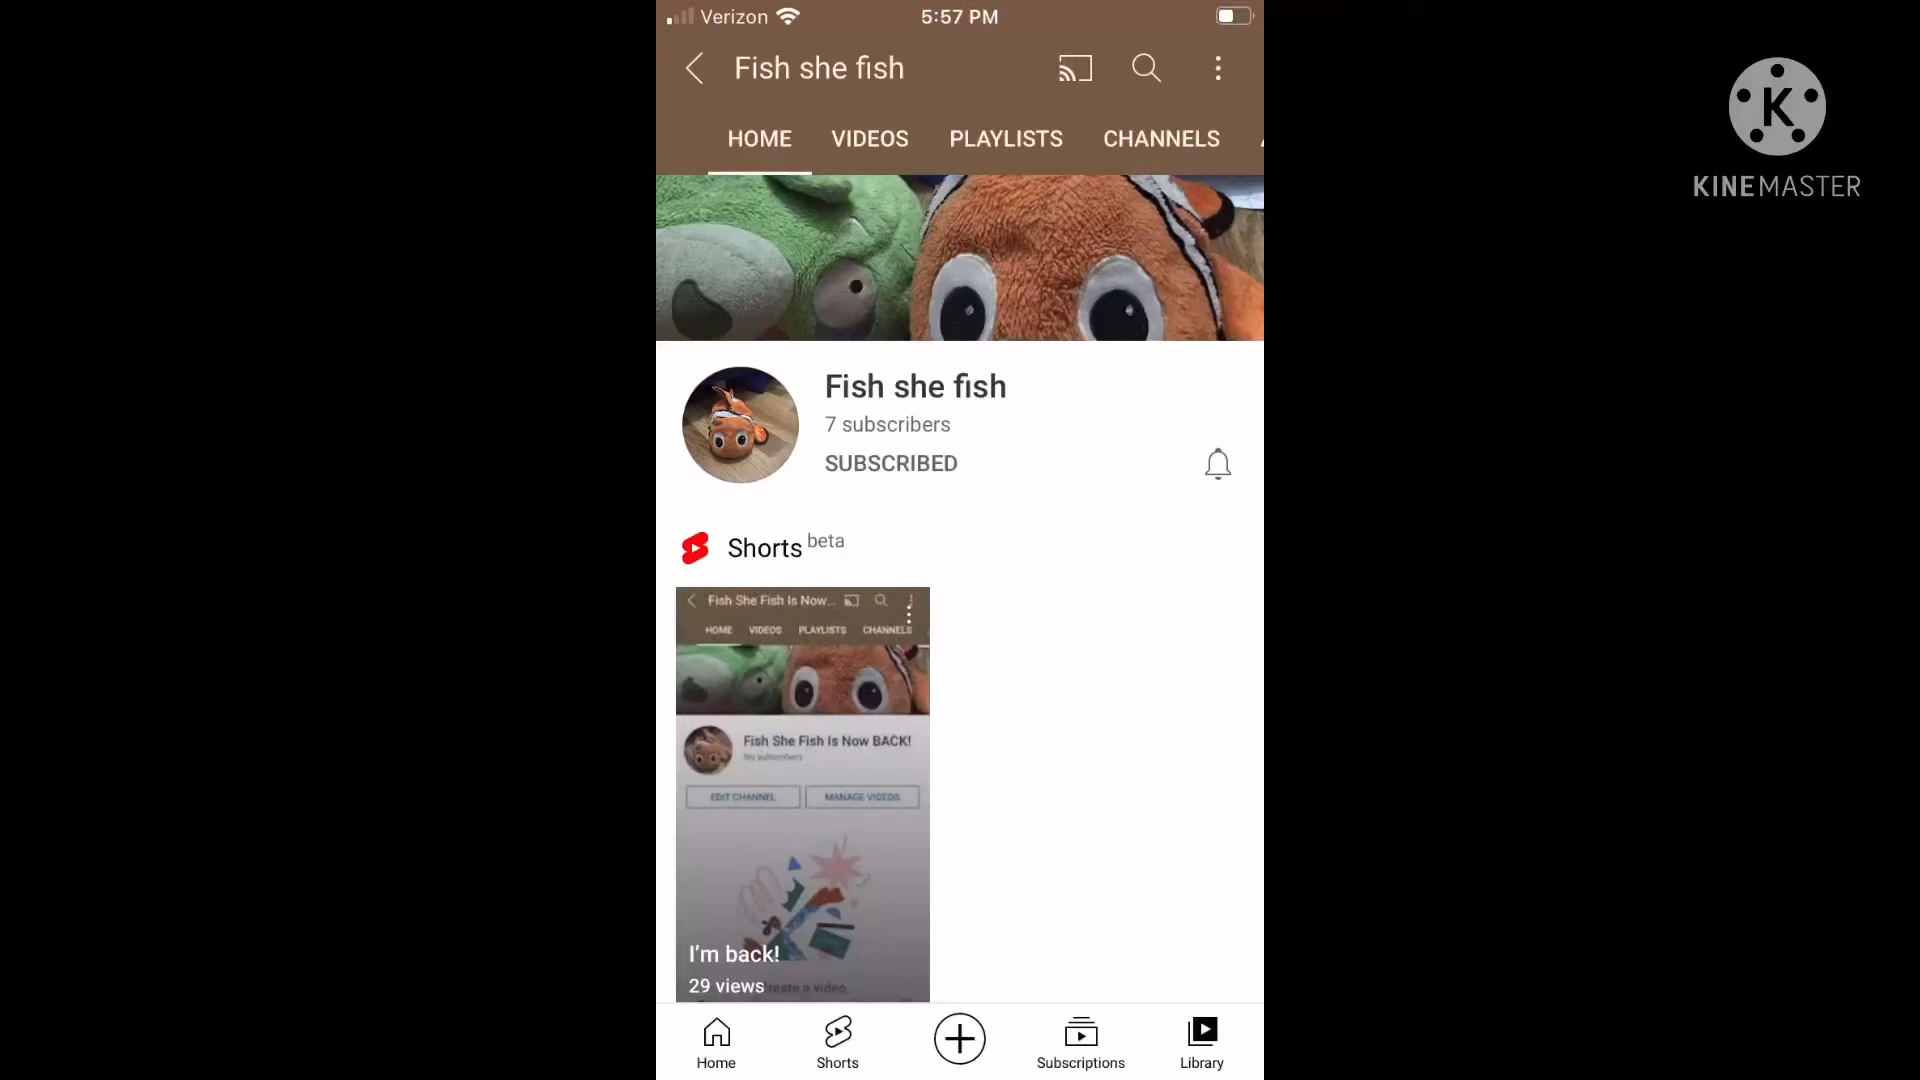 Verizon
5:57 PM
Fish she fish
HOME VIDEOS PLAYLISTS CHANNELS
KINEMASTER
Fish she fish
7 subscribers
SUBSCRIBED
Shorts beta
Fish She Fish Is Now...
HOME VIDEOS PLAYLISTS CHANNELS
Fish She Fish Is Now BACK!
No subscribers
EDIT CHANNEL MANAGE VIDEOS
I'm back!
29 views
Home Shorts Subscriptions Library